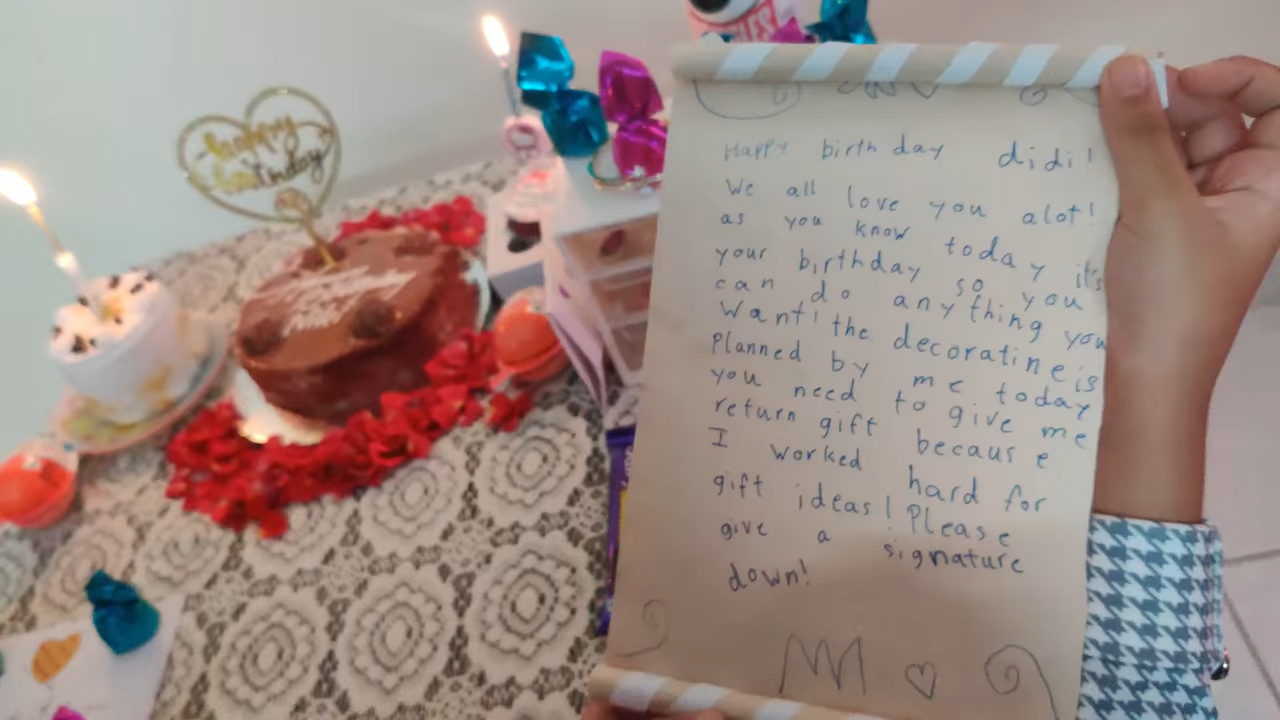 happy
birthday
Happy birthday didi!
We all love you alot!
as you know today it's
your birthday so you
can do anything you
want! the decoratine is
planned by me today
you need to give me
return gift because
I worked hard for
gift ideas! Please
give a signature
down!